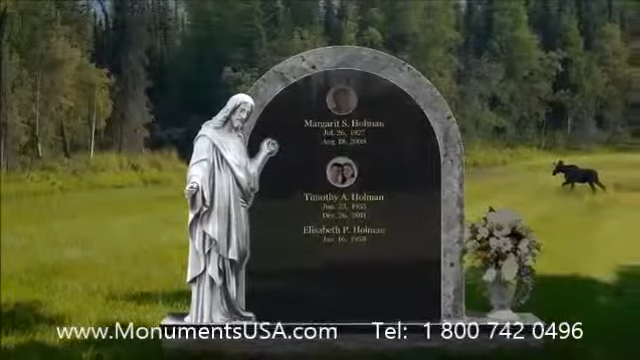 Margarit S. Holman
Jul. 26, 1927
Aug. 18, 2008
Timothy A. Holman
Jun. 23, 1955
Dec. 26, 2011
Elisabeth P. Holman
Jan. 16, 1959
www.MonumentsUSA.com Tel: 1 800 742 0496